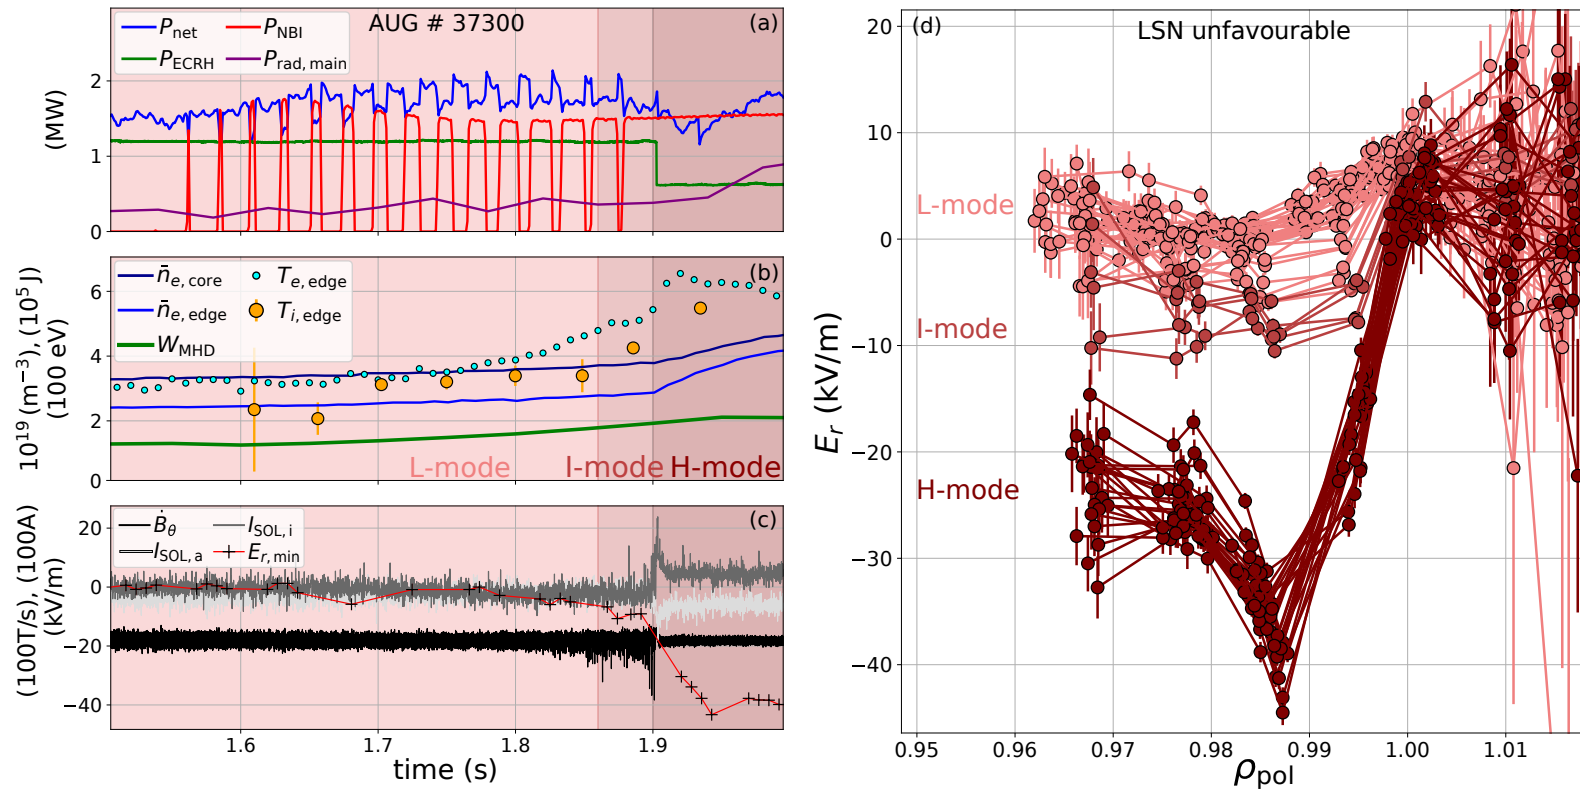 AUG # 37300
(a)
P_net
P_NBI
P_ECRH
P_rad, main
(MW)
2
1
0
(b)
n̄_e, core
T_e, edge
n̄_e, edge
T_i, edge
W_MHD
10^19 (m^−3), (10^5 J)
(100 eV)
6
4
2
0
L-mode
I-mode
H-mode
(c)
Ḃ_θ
I_SOL, i
I_SOL, a
E_r, min
(100T/s), (100A)
(kV/m)
20
0
−20
−40
1.6
1.7
1.8
1.9
time (s)
(d)
LSN unfavourable
L-mode
I-mode
H-mode
E_r (kV/m)
20
10
0
−10
−20
−30
−40
0.95
0.96
0.97
0.98
0.99
1.00
1.01
ρ_pol